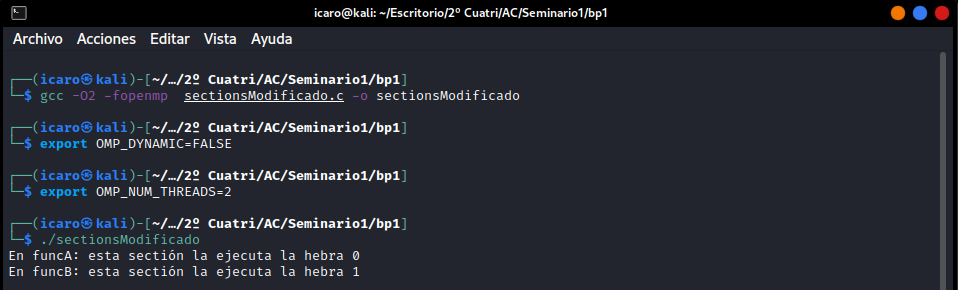 icaro@kali: ~/Escritorio/2º Cuatri/AC/Seminario1/bp1
Archivo Acciones Editar Vista Ayuda
┌──(icaro㉿kali)-[~/…/2º Cuatri/AC/Seminario1/bp1]
└─$ gcc -O2 -fopenmp  sectionsModificado.c -o sectionsModificado
┌──(icaro㉿kali)-[~/…/2º Cuatri/AC/Seminario1/bp1]
└─$ export OMP_DYNAMIC=FALSE
┌──(icaro㉿kali)-[~/…/2º Cuatri/AC/Seminario1/bp1]
└─$ export OMP_NUM_THREADS=2
┌──(icaro㉿kali)-[~/…/2º Cuatri/AC/Seminario1/bp1]
└─$ ./sectionsModificado
En funcA: esta sectión la ejecuta la hebra 0
En funcB: esta sectión la ejecuta la hebra 1